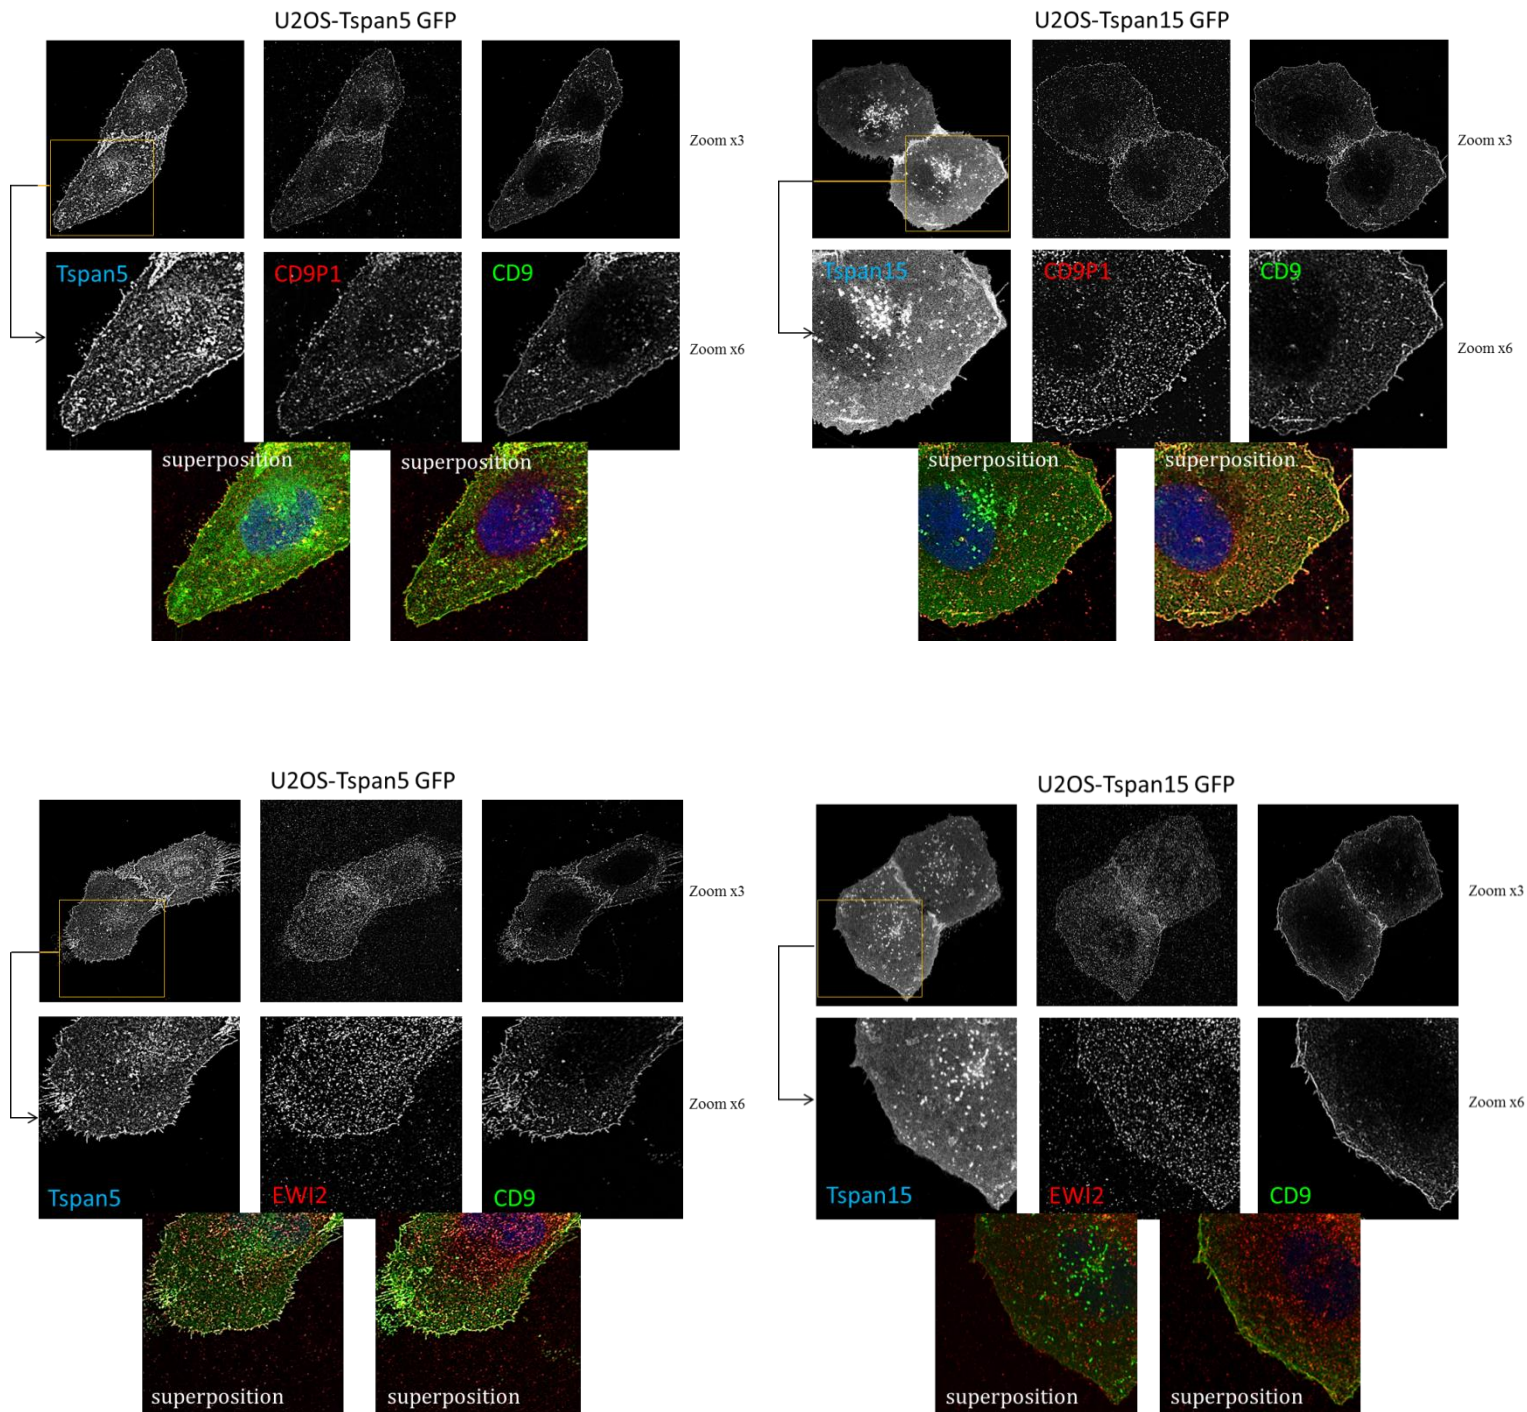 U2OS-Tspan5 GFP
U2OS-Tspan15 GFP
Zoom x3
Zoom x3
Tspan5
CD9P1
CD9
Zoom x6
Tspan15
CD9P1
CD9
Zoom x6
superposition
superposition
superposition
superposition
U2OS-Tspan5 GFP
U2OS-Tspan15 GFP
Zoom x3
Zoom x3
Zoom x6
Zoom x6
Tspan5
EWI2
CD9
Tspan15
EWI2
CD9
superposition
superposition
superposition
superposition